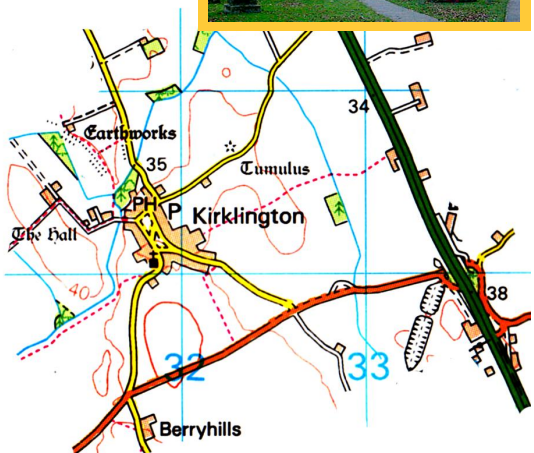 34
Earthworks
35
Tumulus
PH
P
Kirklington
The Hall
40
38
32
33
Berryhills